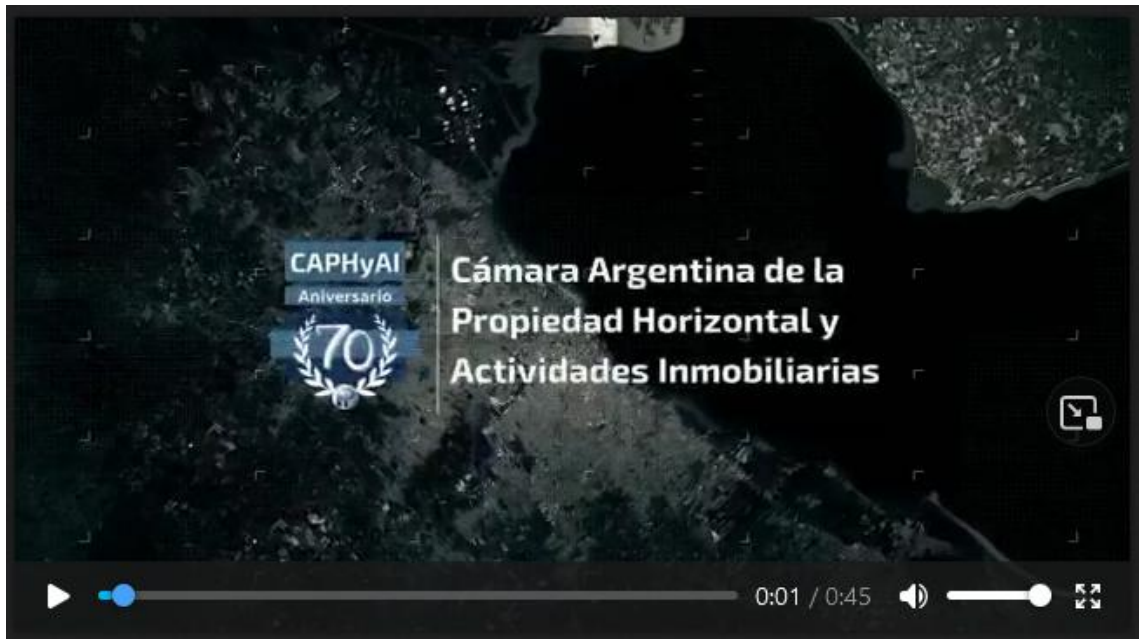 CAPHyAI
Aniversario
70
Cámara Argentina de la
Propiedad Horizontal y
Actividades Inmobiliarias
0:01 / 0:45